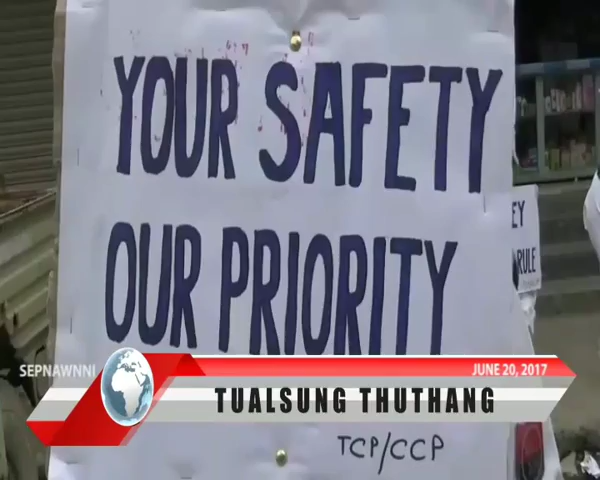 YOUR SAFETY
OUR PRIORITY
EY
RULE
SEPNAWNNI
JUNE 20, 2017
TUALSUNG THUTHANG
TCP/CCP